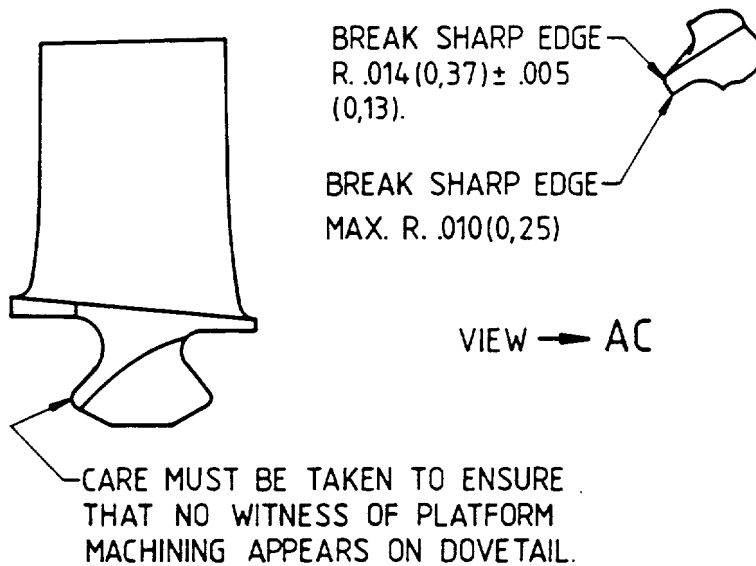 BREAK SHARP EDGE
R. .014(0,37)± .005
(0,13).
BREAK SHARP EDGE
MAX. R. .010(0,25)
VIEW → AC
CARE MUST BE TAKEN TO ENSURE
THAT NO WITNESS OF PLATFORM
MACHINING APPEARS ON DOVETAIL.